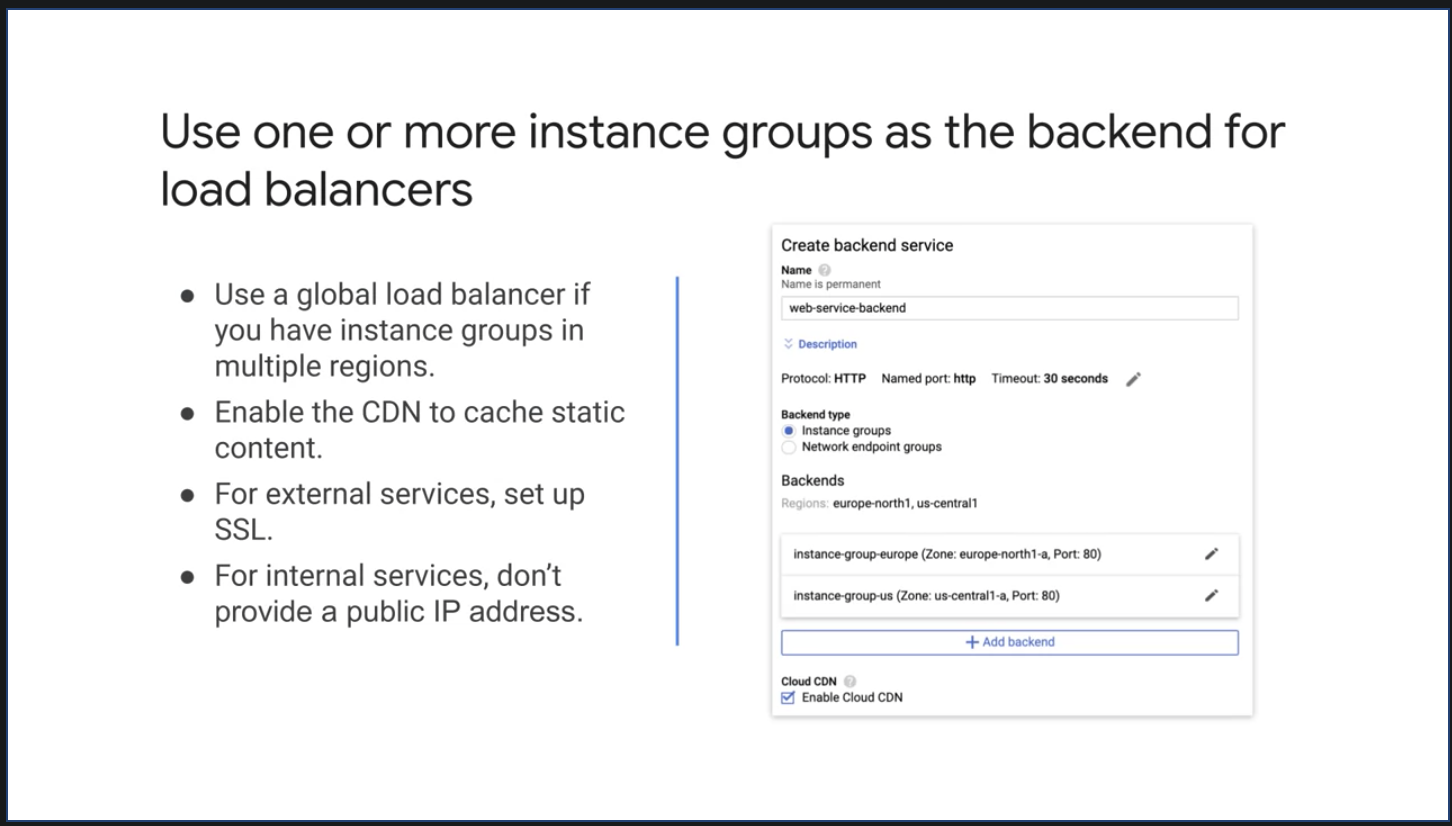 Use one or more instance groups as the backend for
load balancers
● Use a global load balancer if
you have instance groups in
multiple regions.
● Enable the CDN to cache static
content.
● For external services, set up
SSL.
● For internal services, don’t
provide a public IP address.
Create backend service
Name ?
Name is permanent
web-service-backend
Description
Protocol: HTTP Named port: http Timeout: 30 seconds
Backend type
Instance groups
Network endpoint groups
Backends
Regions: europe-north1, us-central1
instance-group-europe (Zone: europe-north1-a, Port: 80)
instance-group-us (Zone: us-central1-a, Port: 80)
+ Add backend
Cloud CDN ?
Enable Cloud CDN